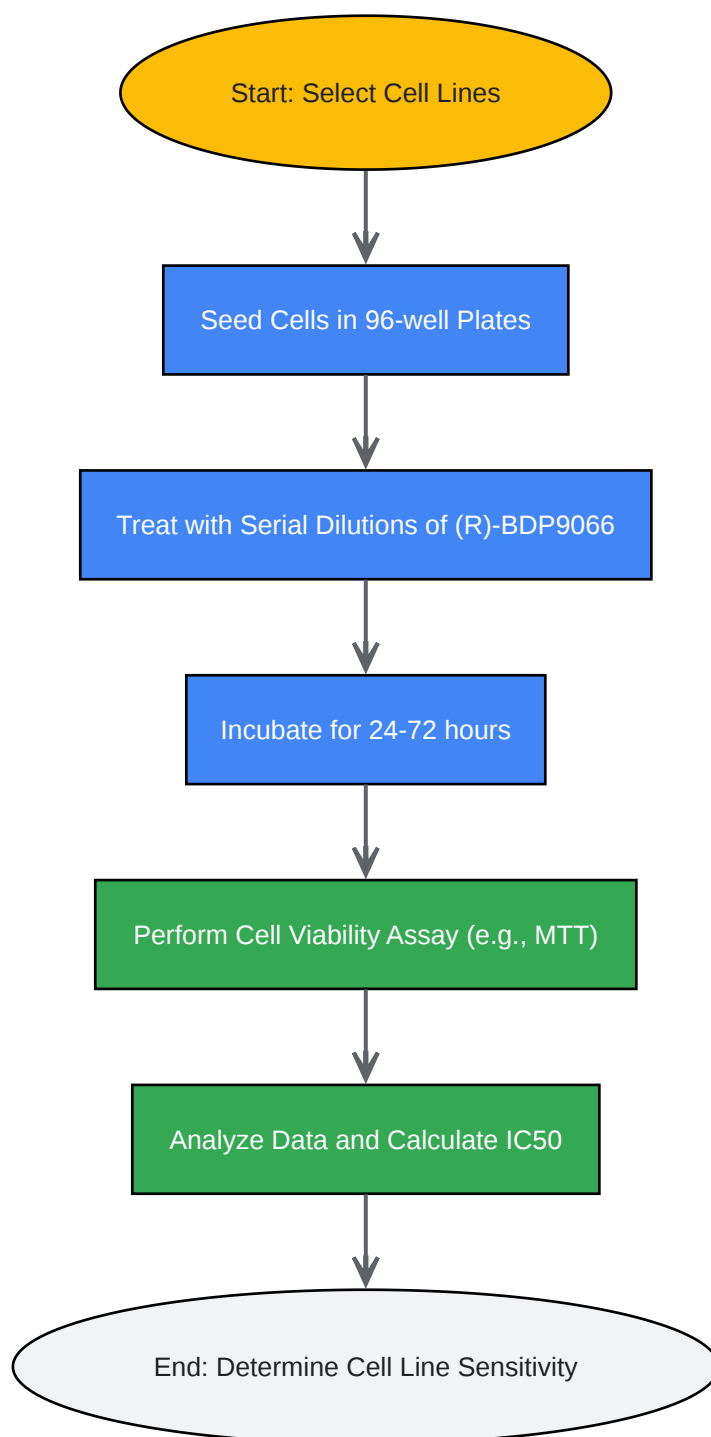 Start: Select Cell Lines
Seed Cells in 96-well Plates
Treat with Serial Dilutions of (R)-BDP9066
Incubate for 24-72 hours
Perform Cell Viability Assay (e.g., MTT)
Analyze Data and Calculate IC50
End: Determine Cell Line Sensitivity